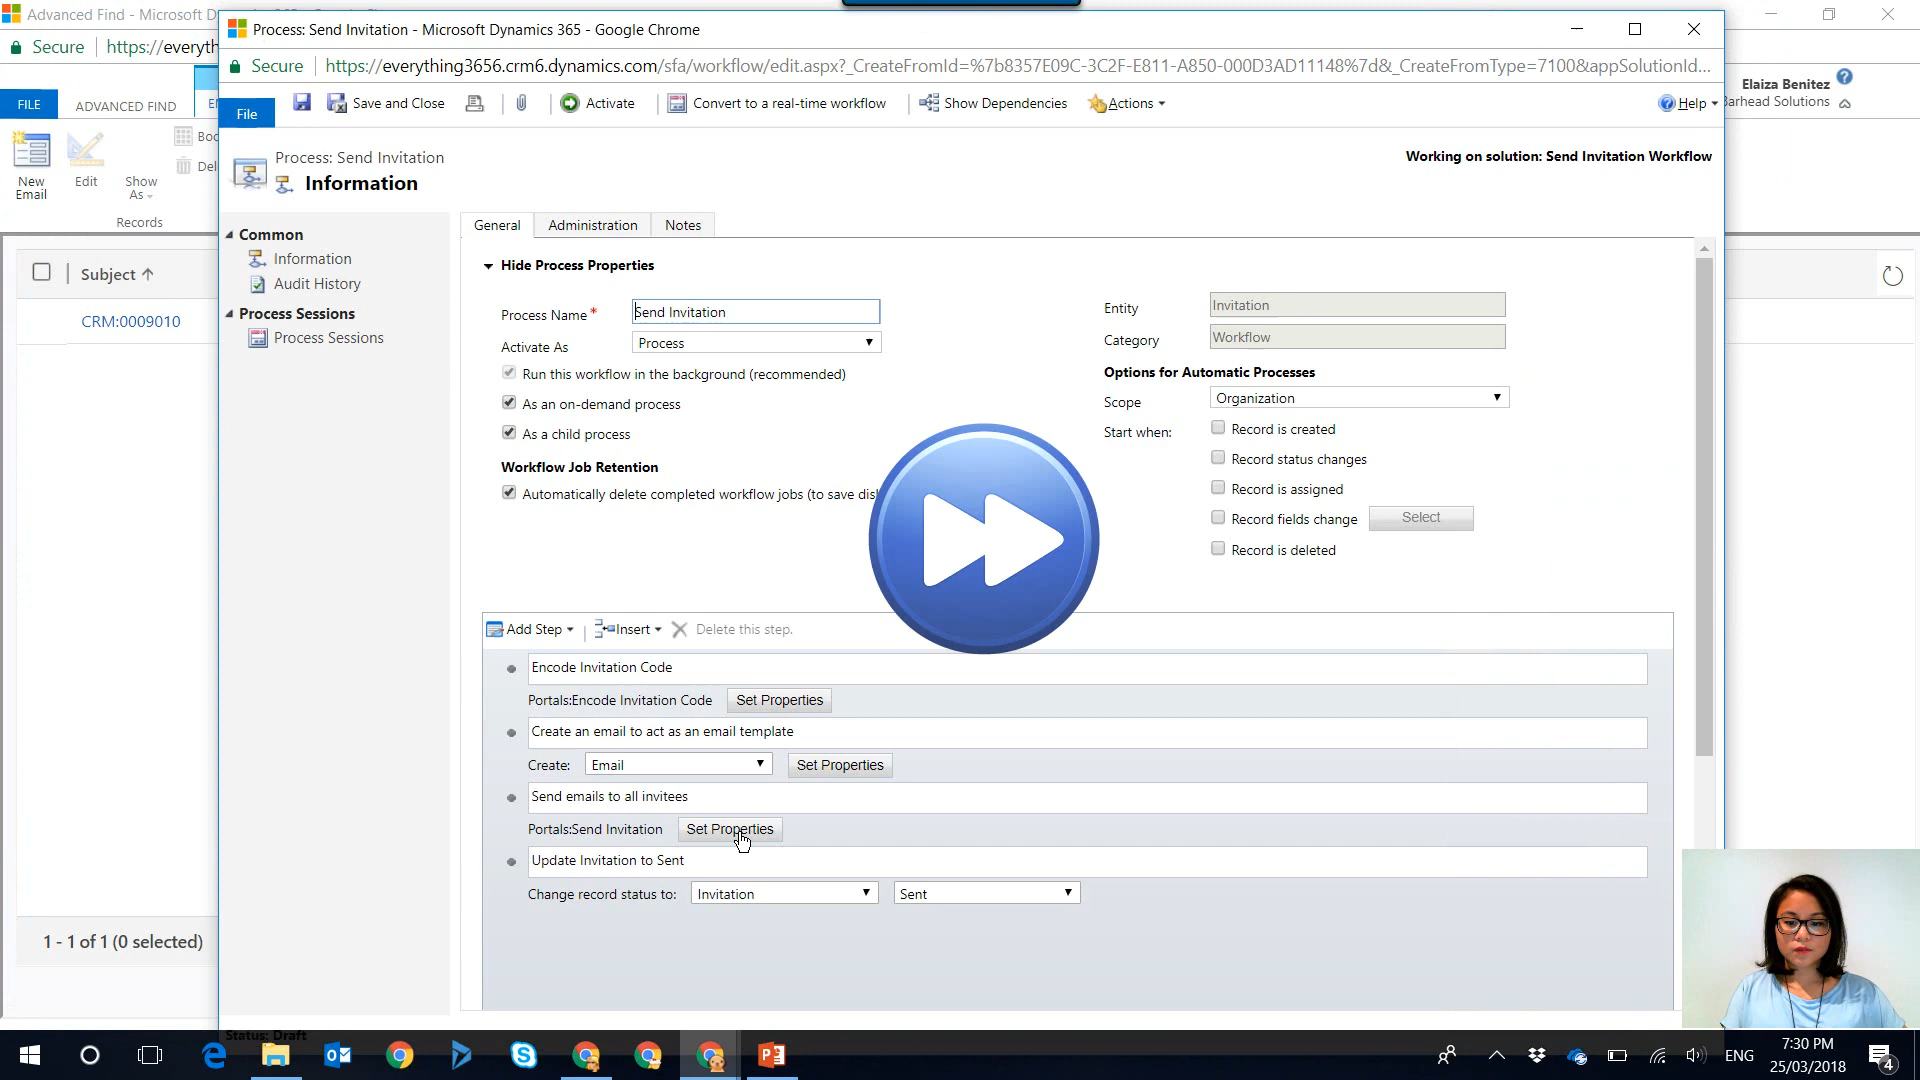 Advanced Find - Microsoft D
Process: Send Invitation - Microsoft Dynamics 365 - Google Chrome
Secure
https://everyth
Secure
https://everything3656.crm6.dynamics.com/sfa/workflow/edit.aspx?_CreateFromId=%7b8357E09C-3C2F-E811-A850-000D3AD11148%7d&_CreateFromType=7100&appSolutionId...
Elaiza Benitez
Barhead Solutions
FILE
ADVANCED FIND
File
Save and Close
Activate
Convert to a real-time workflow
Show Dependencies
Actions
Help
New Email
Edit
Show As
Boo
Del
Records
Process: Send Invitation
Information
Working on solution: Send Invitation Workflow
Common
Information
Audit History
Process Sessions
Process Sessions
General
Administration
Notes
Subject
CRM:0009010
1 - 1 of 1 (0 selected)
Hide Process Properties
Process Name*
Send Invitation
Activate As
Process
Run this workflow in the background (recommended)
As an on-demand process
As a child process
Workflow Job Retention
Automatically delete completed workflow jobs (to save dis
Entity
Invitation
Category
Workflow
Options for Automatic Processes
Scope
Organization
Start when:
Record is created
Record status changes
Record is assigned
Record fields change
Select
Record is deleted
Add Step
Insert
Delete this step.
Encode Invitation Code
Portals:Encode Invitation Code
Set Properties
Create an email to act as an email template
Create:
Email
Set Properties
Send emails to all invitees
Portals:Send Invitation
Set Properties
Update Invitation to Sent
Change record status to:
Invitation
Sent
Status: Draft
ENG
7:30 PM
25/03/2018
4